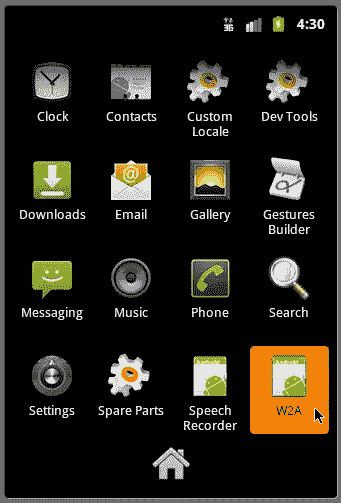 3G 4:30
Clock Contacts Custom Locale Dev Tools
Downloads Email Gallery Gestures Builder
Messaging Music Phone Search
Settings Spare Parts Speech Recorder W2A